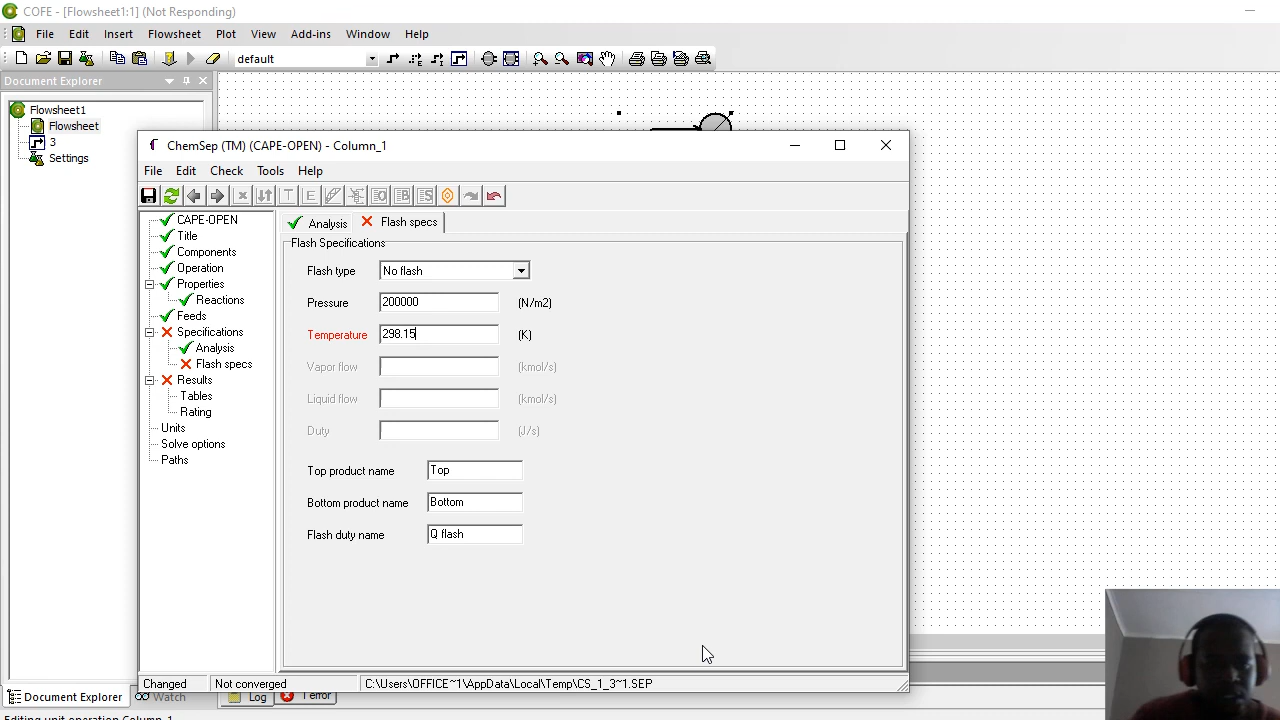 COFE - [Flowsheet1:1] (Not Responding)
File Edit Insert Flowsheet Plot View Add-ins Window Help
default
Document Explorer
Flowsheet1
Flowsheet
3
Settings
ChemSep (TM) (CAPE-OPEN) - Column_1
File Edit Check Tools Help
CAPE-OPEN
Title
Components
Operation
Properties
Reactions
Feeds
Specifications
Analysis
Flash specs
Results
Tables
Rating
Units
Solve options
Paths
Analysis Flash specs
Flash Specifications
Flash type No flash
Pressure 200000 (N/m2)
Temperature 298.15 (K)
Vapor flow (kmol/s)
Liquid flow (kmol/s)
Duty (J/s)
Top product name Top
Bottom product name Bottom
Flash duty name Q flash
Changed Not converged C:\Users\OFFICE~1\AppData\Local\Temp\CS_1_3~1.SEP
Document Explorer Watch Log 1 error
Editing unit operation Column_1